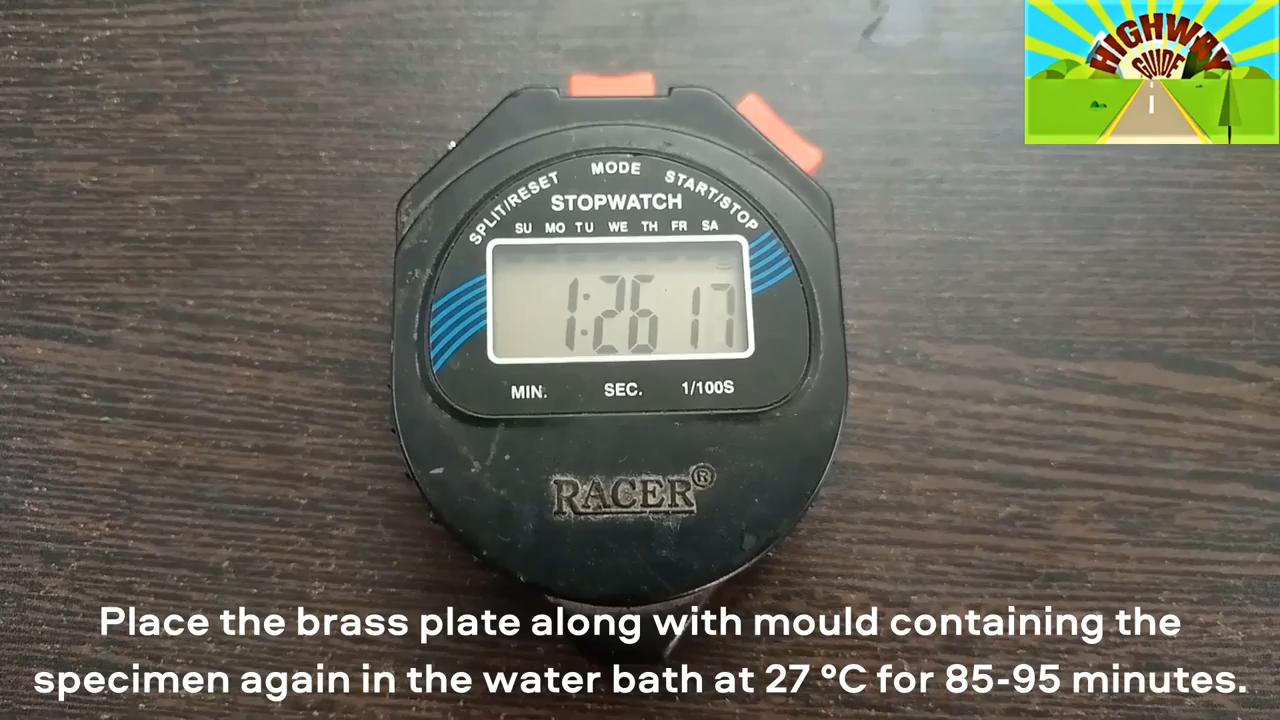 HIGHWAY
GUIDE
SPLIT/RESET MODE START/STOP
STOPWATCH
SU MO TU WE TH FR SA
1:26 17
MIN. SEC. 1/100S
RACER®
Place the brass plate along with mould containing the
specimen again in the water bath at 27 °C for 85-95 minutes.